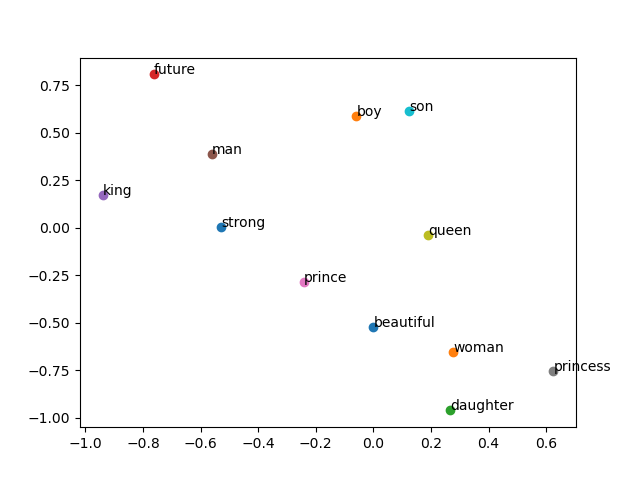 future
0.75
boy
son
0.50
man
0.25
king
strong
0.00
queen
−0.25
prince
beautiful
−0.50
woman
−0.75
princess
daughter
−1.00
−1.0 −0.8 −0.6 −0.4 −0.2 0.0 0.2 0.4 0.6